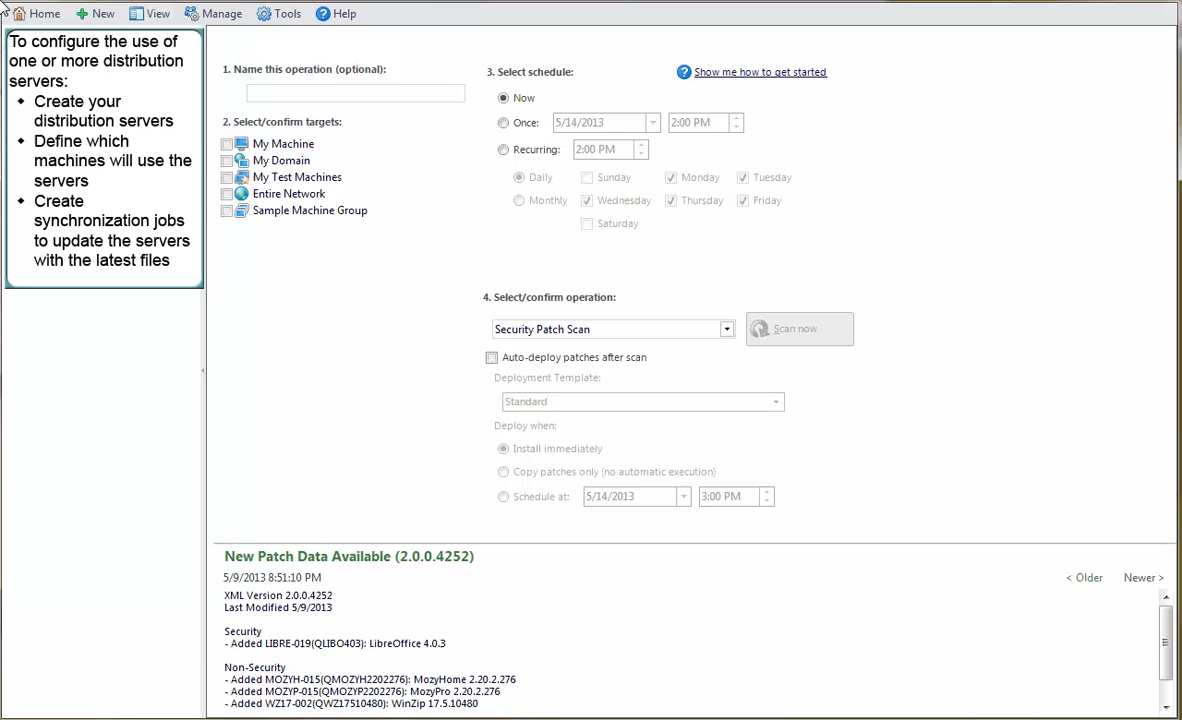 Home New View Manage Tools Help
To configure the use of
one or more distribution
servers:
• Create your
distribution servers
• Define which
machines will use the
servers
• Create
synchronization jobs
to update the servers
with the latest files
1. Name this operation (optional):
2. Select/confirm targets:
My Machine
My Domain
My Test Machines
Entire Network
Sample Machine Group
3. Select schedule:
Show me how to get started
Now
Once: 5/14/2013 2:00 PM
Recurring: 2:00 PM
Daily Sunday Monday Tuesday
Monthly Wednesday Thursday Friday
Saturday
4. Select/confirm operation:
Security Patch Scan Scan now
Auto-deploy patches after scan
Deployment Template:
Standard
Deploy when:
Install immediately
Copy patches only (no automatic execution)
Schedule at: 5/14/2013 3:00 PM
New Patch Data Available (2.0.0.4252)
5/9/2013 8:51:10 PM < Older Newer >
XML Version 2.0.0.4252
Last Modified 5/9/2013
Security
- Added LIBRE-019(QLIBO403): LibreOffice 4.0.3
Non-Security
- Added MOZYH-015(QMOZYH2202276): MozyHome 2.20.2.276
- Added MOZYP-015(QMOZYP2202276): MozyPro 2.20.2.276
- Added WZ17-002(QWZ17510480): WinZip 17.5.10480